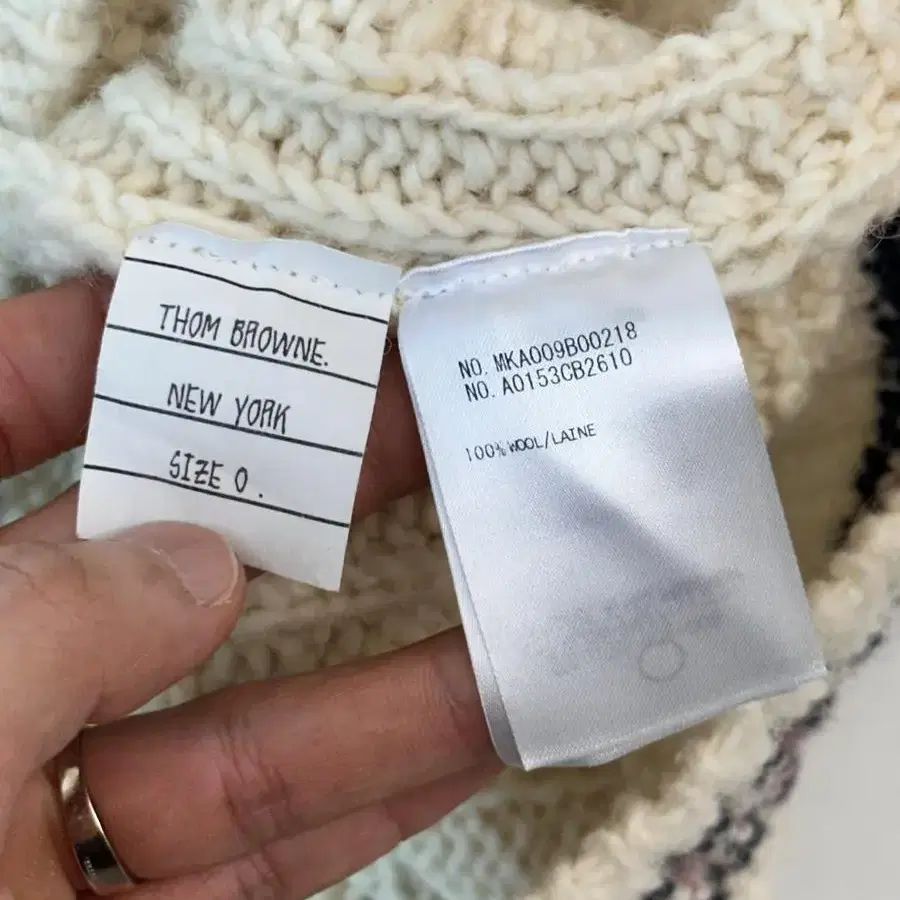 THOM BROWNE.
NEW YORK
SIZE 0.
NO. MKA009B00218
NO. A0153CB2610
100% WOOL/LAINE